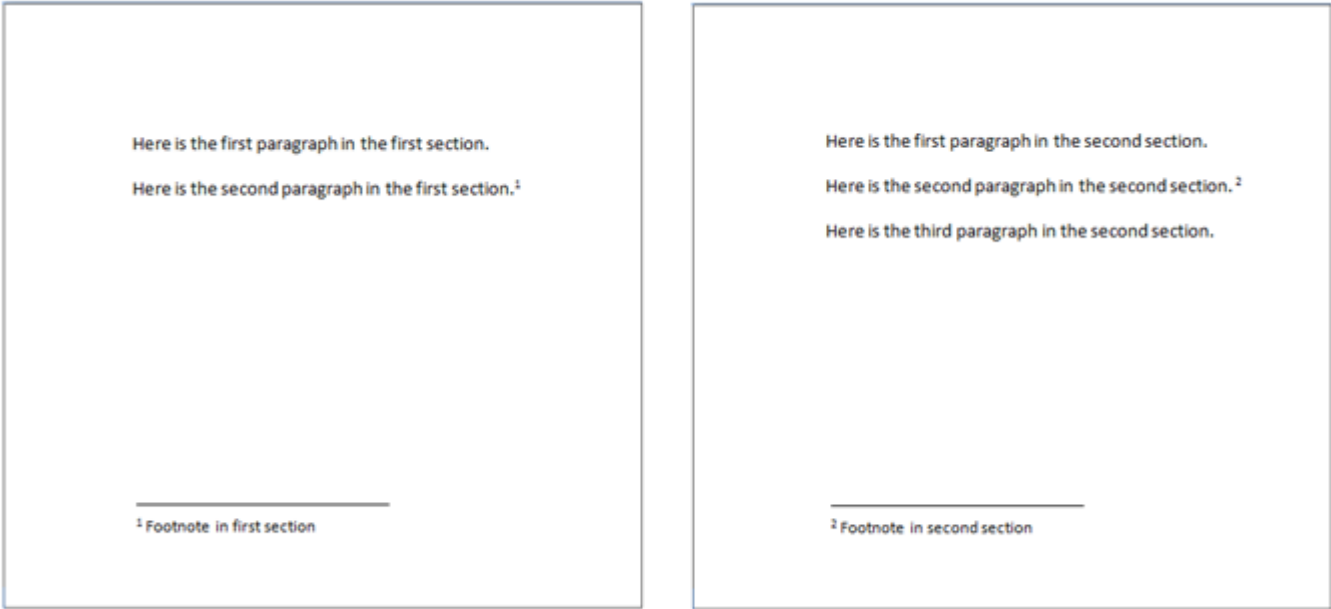 Here is the first paragraph in the first section.
Here is the second paragraph in the first section.¹
¹ Footnote in first section
Here is the first paragraph in the second section.
Here is the second paragraph in the second section. ²
Here is the third paragraph in the second section.
² Footnote in second section